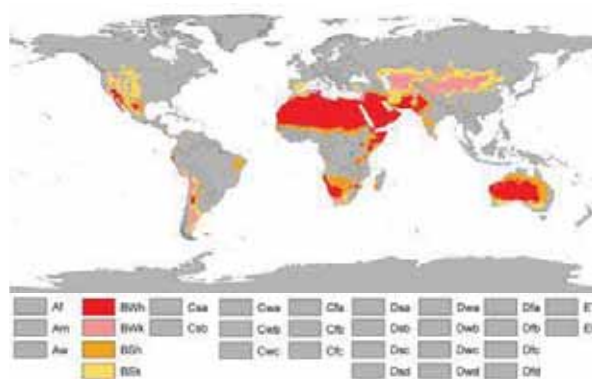 Af BWh Csa Cwa Cfa Dsa Dwa Dfa
Am BWk Csb Cwb Cfb Dsb Dwb Dfb
Aw BSh Cwc Cfc Dsc Dwc Dfc
BSk Dsd Dwd Dfd